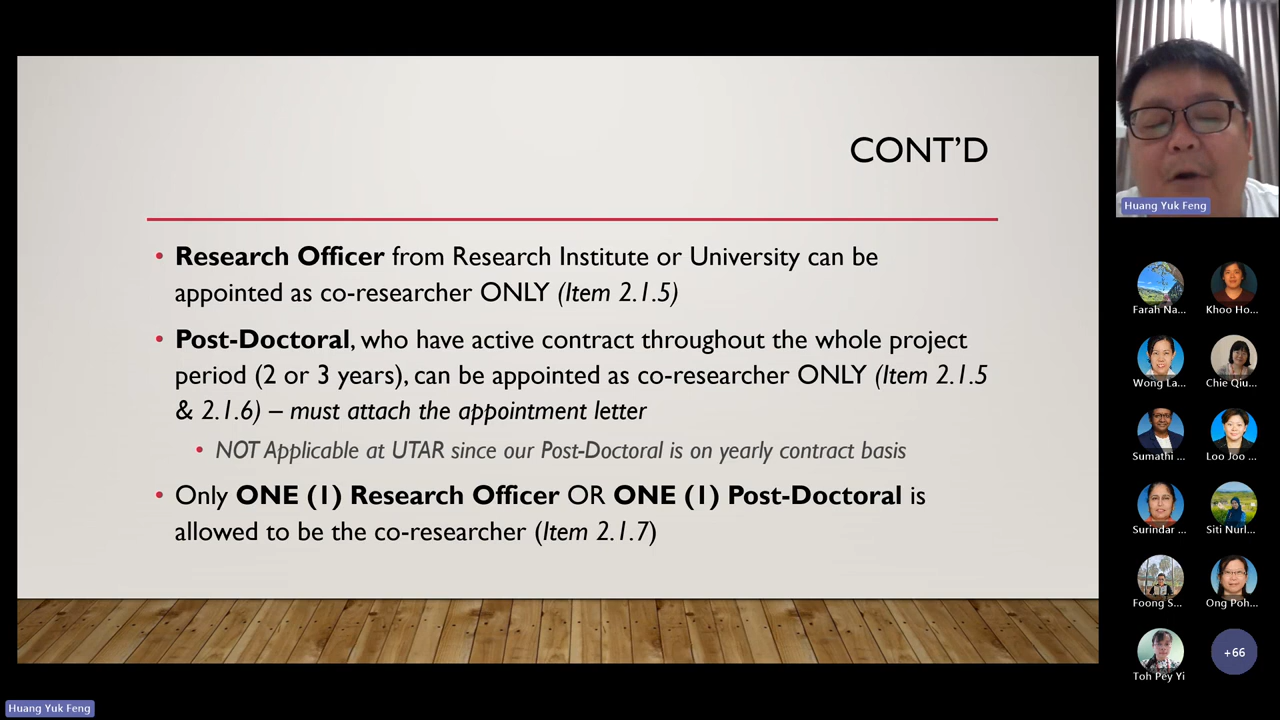 CONT'D
• Research Officer from Research Institute or University can be
appointed as co-researcher ONLY (Item 2.1.5)
• Post-Doctoral, who have active contract throughout the whole project
period (2 or 3 years), can be appointed as co-researcher ONLY (Item 2.1.5
& 2.1.6) – must attach the appointment letter
• NOT Applicable at UTAR since our Post-Doctoral is on yearly contract basis
• Only ONE (1) Research Officer OR ONE (1) Post-Doctoral is
allowed to be the co-researcher (Item 2.1.7)
Huang Yuk Feng
Farah Na...
Khoo Ho...
Wong La...
Chie Qiu...
Sumathi ...
Loo Joo ...
Surindar ...
Siti Nurl...
Foong S...
Ong Poh...
Toh Pey Yi
+66
Huang Yuk Feng